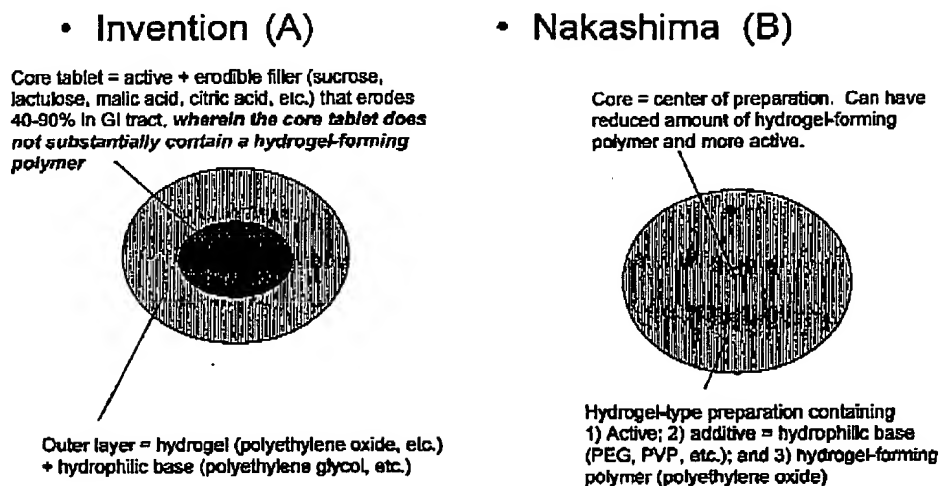 • Invention (A)
Core tablet = active + erodible filler (sucrose,
lactulose, malic acid, citric acid, etc.) that erodes
40-90% in GI tract, wherein the core tablet does
not substantially contain a hydrogel-forming
polymer
Outer layer = hydrogel (polyethylene oxide, etc.)
+ hydrophilic base (polyethylene glycol, etc.)
• Nakashima (B)
Core = center of preparation. Can have
reduced amount of hydrogel-forming
polymer and more active.
Hydrogel-type preparation containing
1) Active; 2) additive = hydrophilic base
(PEG, PVP, etc.); and 3) hydrogel-forming
polymer (polyethylene oxide)